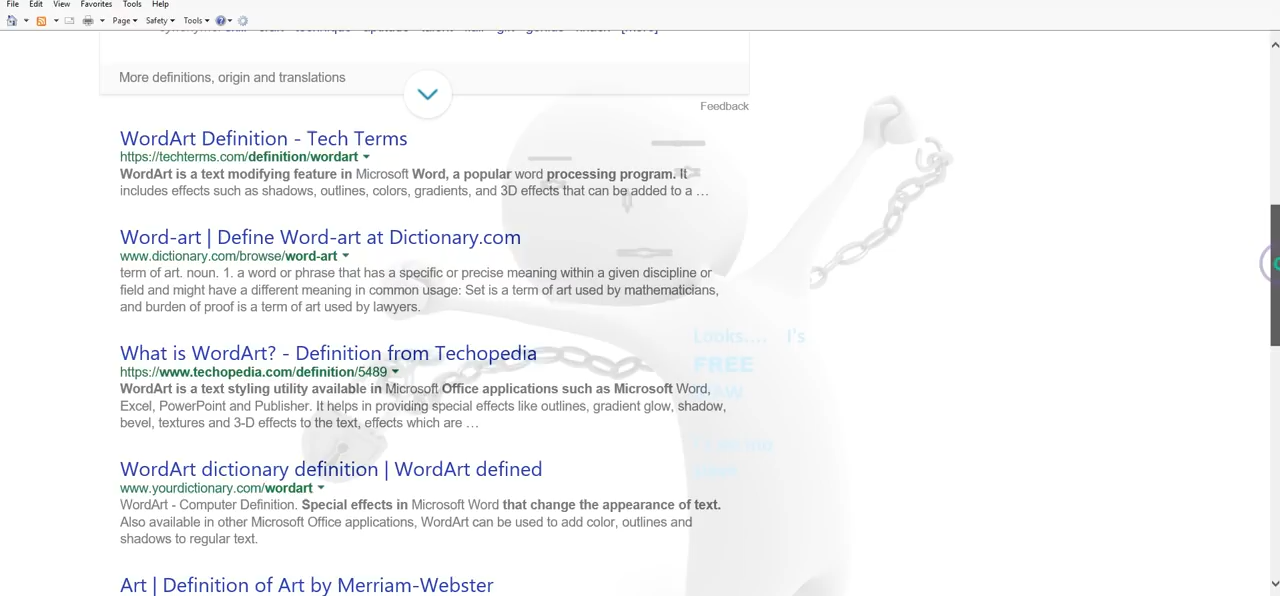 File Edit View Favorites Tools Help
Page Safety Tools
More definitions, origin and translations
Feedback
WordArt Definition - Tech Terms
https://techterms.com/definition/wordart
WordArt is a text modifying feature in Microsoft Word, a popular word processing program. It
includes effects such as shadows, outlines, colors, gradients, and 3D effects that can be added to a …
Word-art | Define Word-art at Dictionary.com
www.dictionary.com/browse/word-art
term of art. noun. 1. a word or phrase that has a specific or precise meaning within a given discipline or
field and might have a different meaning in common usage: Set is a term of art used by mathematicians,
and burden of proof is a term of art used by lawyers.
Looks.... I's
FREE
What is WordArt? - Definition from Techopedia
https://www.techopedia.com/definition/5489
WordArt is a text styling utility available in Microsoft Office applications such as Microsoft Word,
Excel, PowerPoint and Publisher. It helps in providing special effects like outlines, gradient glow, shadow,
bevel, textures and 3-D effects to the text, effects which are …
WordArt dictionary definition | WordArt defined
www.yourdictionary.com/wordart
WordArt - Computer Definition. Special effects in Microsoft Word that change the appearance of text.
Also available in other Microsoft Office applications, WordArt can be used to add color, outlines and
shadows to regular text.
Art | Definition of Art by Merriam-Webster